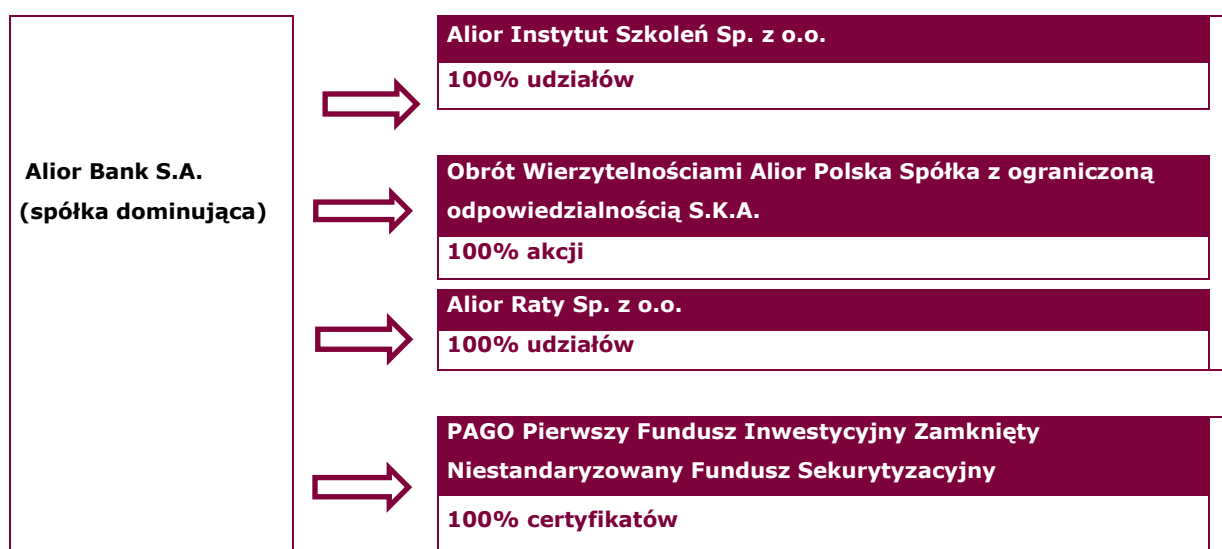 Alior Bank S.A.
(spółka dominująca)
Alior Instytut Szkoleń Sp. z o.o.
100% udziałów
Obrót Wierzytelnościami Alior Polska Spółka z ograniczoną
odpowiedzialnością S.K.A.
100% akcji
Alior Raty Sp. z o.o.
100% udziałów
PAGO Pierwszy Fundusz Inwestycyjny Zamknięty
Niestandaryzowany Fundusz Sekurytyzacyjny
100% certyfikatów